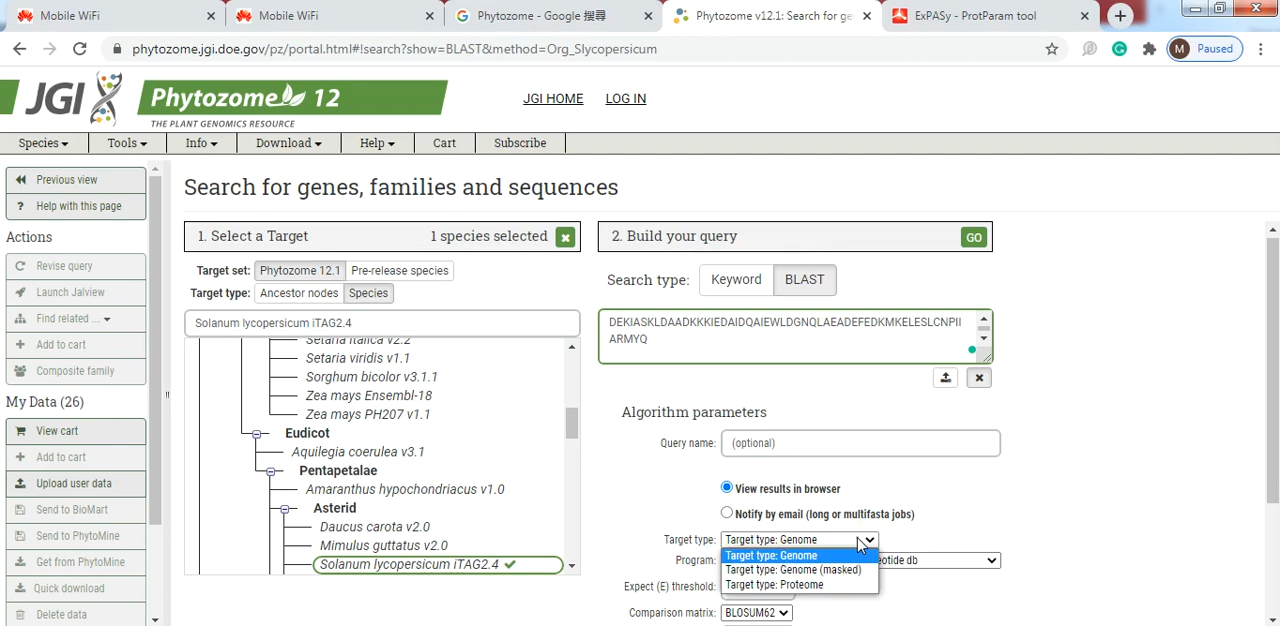 Mobile WiFi
Mobile WiFi
Phytozome - Google 搜尋
Phytozome v12.1: Search for ge
ExPASy - ProtParam tool
phytozome.jgi.doe.gov/pz/portal.html#!search?show=BLAST&method=Org_Slycopersicum
M Paused
JGI
Phytozome 12
THE PLANT GENOMICS RESOURCE
JGI HOME
LOG IN
Species
Tools
Info
Download
Help
Cart
Subscribe
Previous view
Help with this page
Actions
Revise query
Launch Jalview
Find related ...
Add to cart
Composite family
My Data (26)
View cart
Add to cart
Upload user data
Send to BioMart
Send to PhytoMine
Get from PhytoMine
Quick download
Delete data
Search for genes, families and sequences
1. Select a Target 1 species selected
Target set: Phytozome 12.1 Pre-release species
Target type: Ancestor nodes Species
Solanum lycopersicum iTAG2.4
Setaria italica v2.2
Setaria viridis v1.1
Sorghum bicolor v3.1.1
Zea mays Ensembl-18
Zea mays PH207 v1.1
Eudicot
Aquilegia coerulea v3.1
Pentapetalae
Amaranthus hypochondriacus v1.0
Asterid
Daucus carota v2.0
Mimulus guttatus v2.0
Solanum lycopersicum iTAG2.4
2. Build your query GO
Search type: Keyword BLAST
DEKIASKLDAADKKKIEDAIDQAIEWLDGNQLAEADEFEDKMKELESLCNPII
ARMYQ
Algorithm parameters
Query name: (optional)
View results in browser
Notify by email (long or multifasta jobs)
Target type: Target type: Genome
Target type: Genome
Target type: Genome (masked)
Target type: Proteome
Program: eotide db
Expect (E) threshold:
Comparison matrix: BLOSUM62